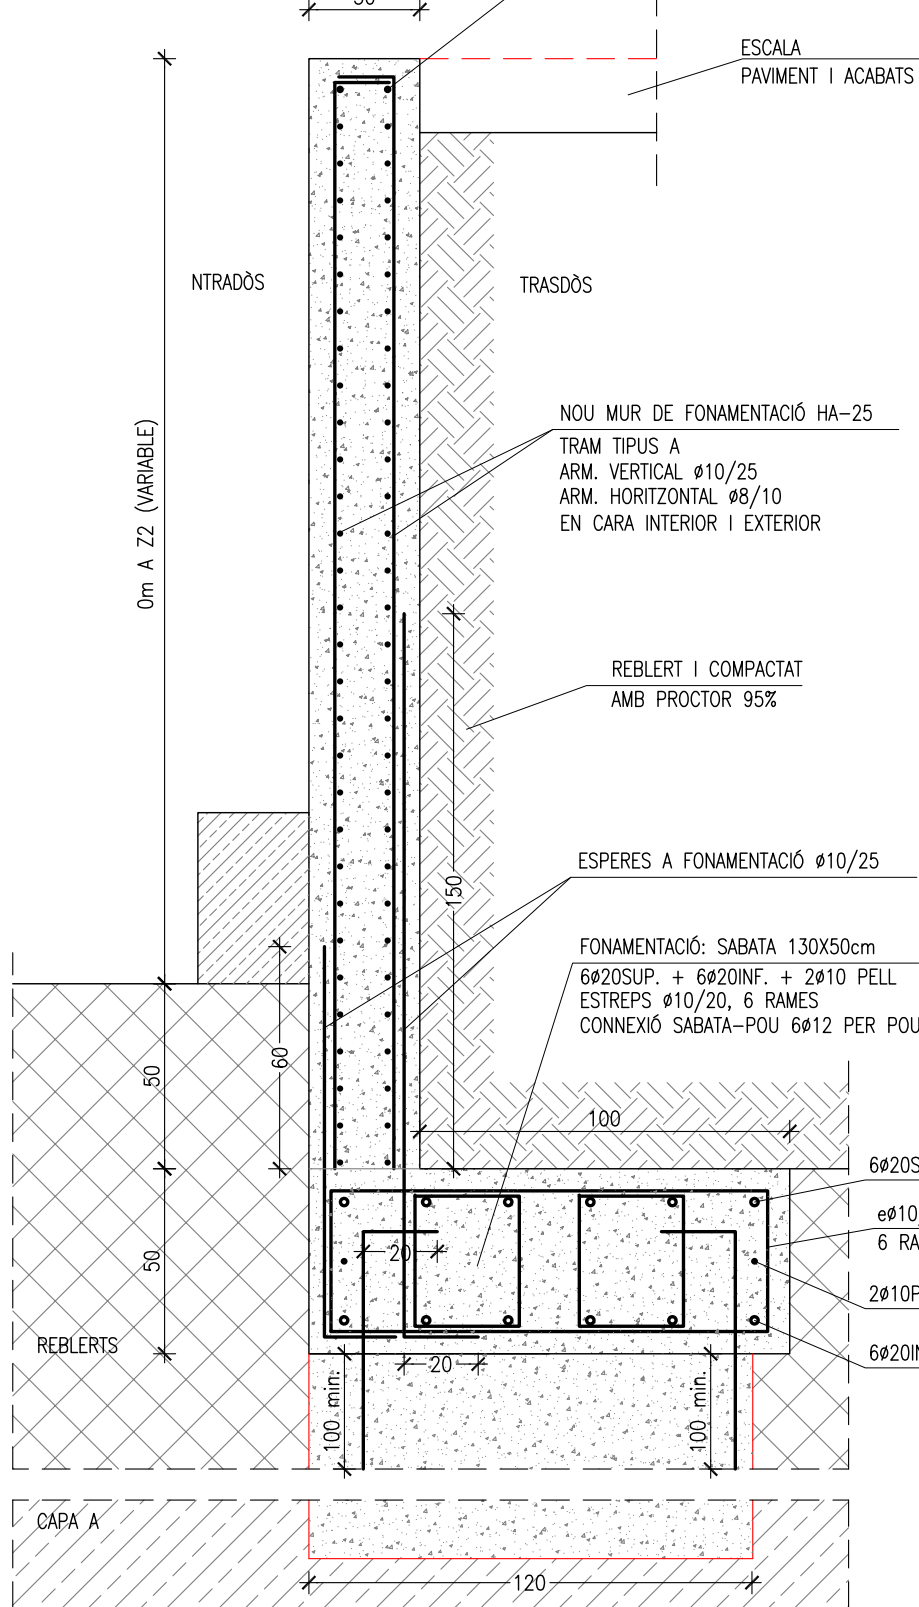 ESCALA
PAVIMENT I ACABATS
NTRADÒS
TRASDÒS
0m A Z2 (VARIABLE)
NOU MUR DE FONAMENTACIÓ HA-25
TRAM TIPUS A
ARM. VERTICAL ø10/25
ARM. HORITZONTAL ø8/10
EN CARA INTERIOR I EXTERIOR
REBLERT I COMPACTAT
AMB PROCTOR 95%
150
ESPERES A FONAMENTACIÓ ø10/25
FONAMENTACIÓ: SABATA 130X50cm
6ø20SUP. + 6ø20INF. + 2ø10 PELL
ESTREPS ø10/20, 6 RAMES
CONNEXIÓ SABATA-POU 6ø12 PER POU
60
50
100
6ø20S
eø10
6 RA
20
50
2ø10P
REBLERTS
20
6ø20IN
100 min.
100 min.
CAPA A
120